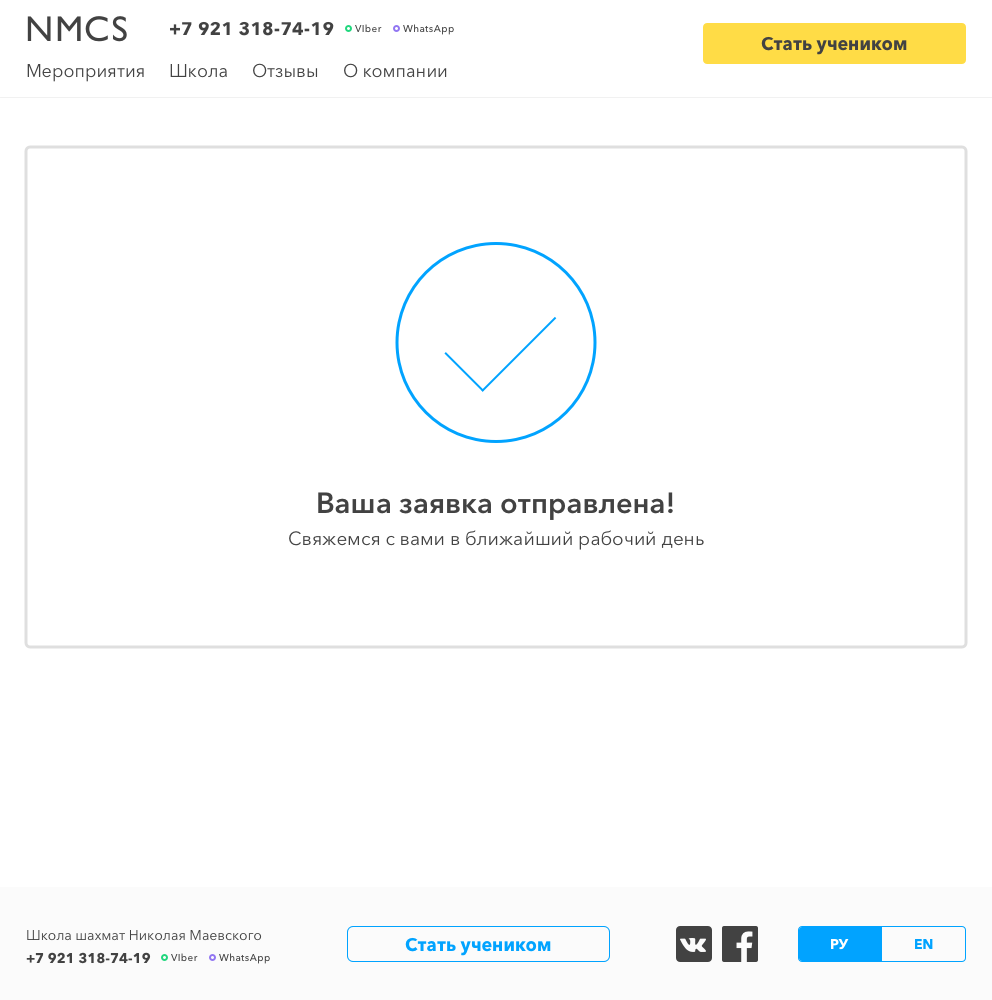 NMCS
+7 921 318-74-19 VIber WhatsApp
Стать учеником
Мероприятия Школа Отзывы О компании
Ваша заявка отправлена!
Свяжемся с вами в ближайший рабочий день
Школа шахмат Николая Маевского
+7 921 318-74-19 VIber WhatsApp
Стать учеником
РУ EN